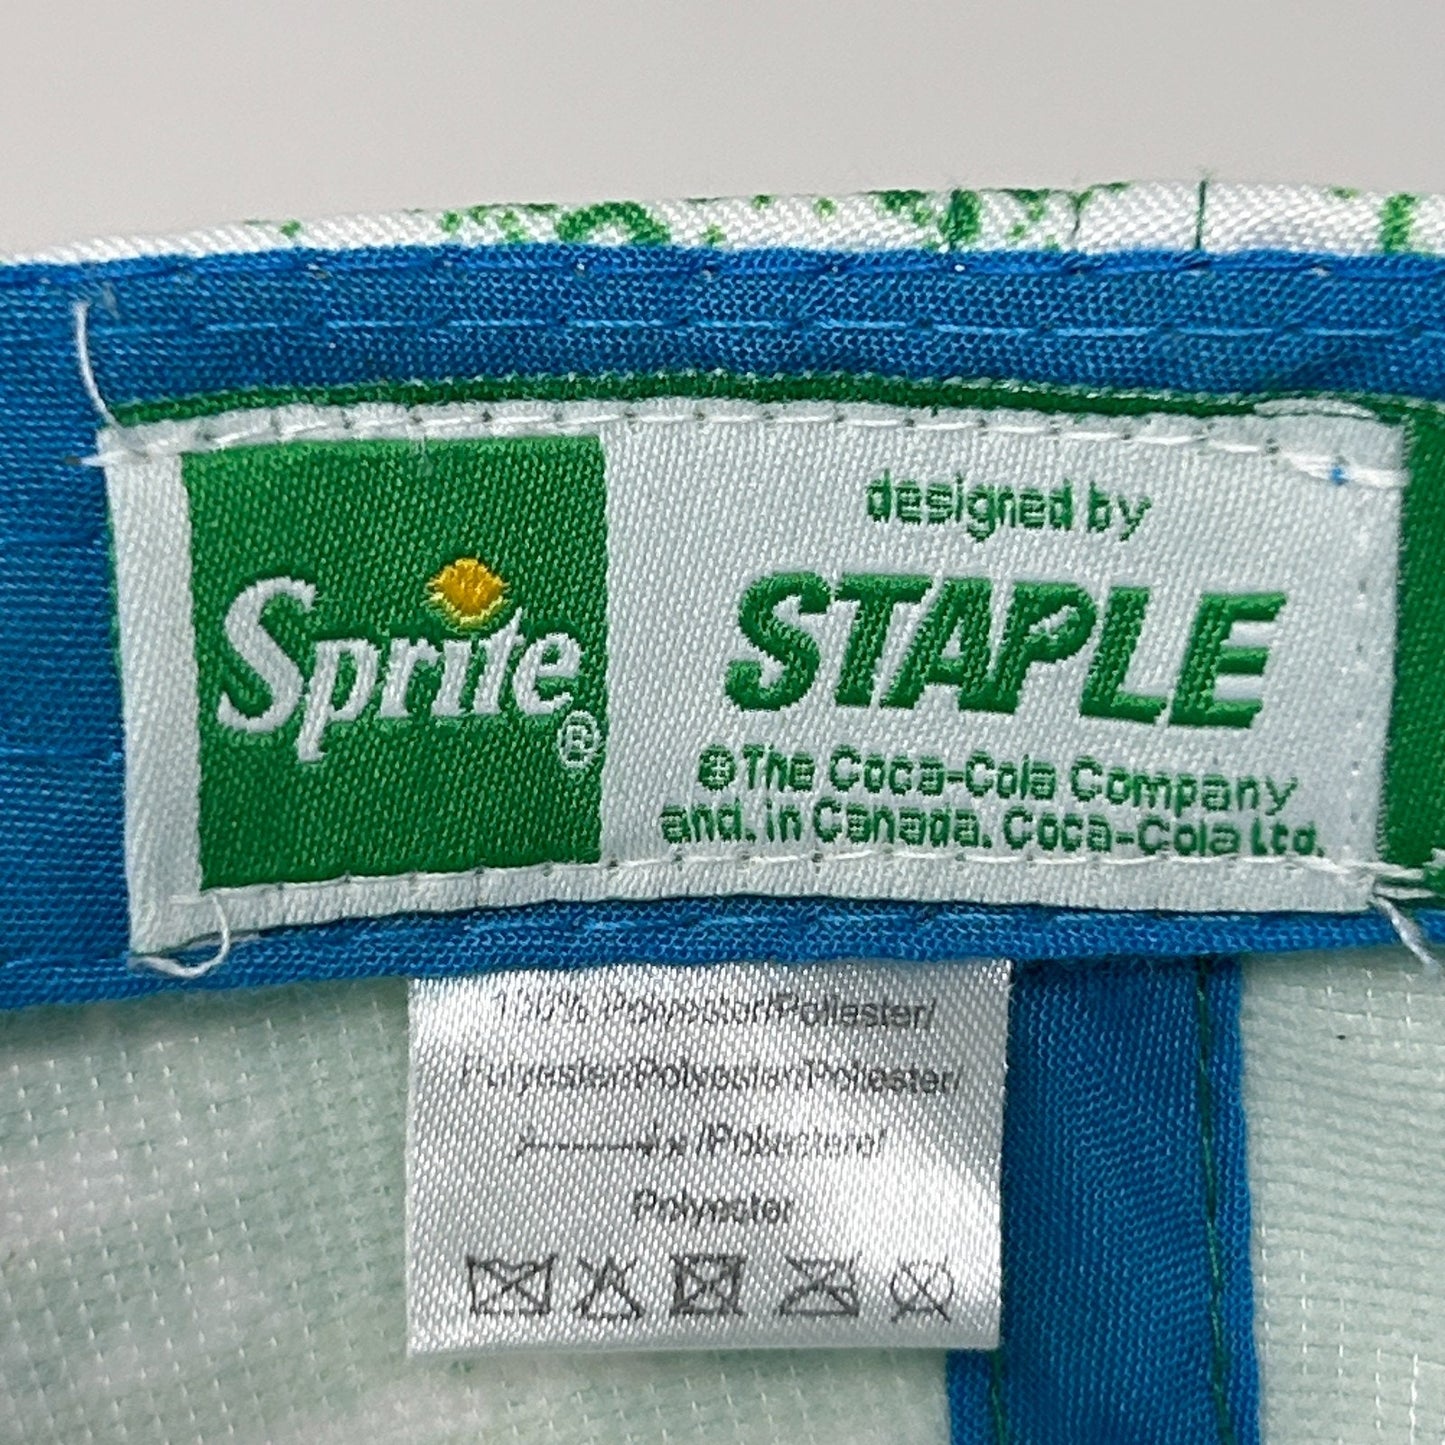 Sprite®
designed by
STAPLE
© The Coca-Cola Company
and. in Canada. Coca-Cola Ltd.
100% Polyester/Poliester/
Polyester